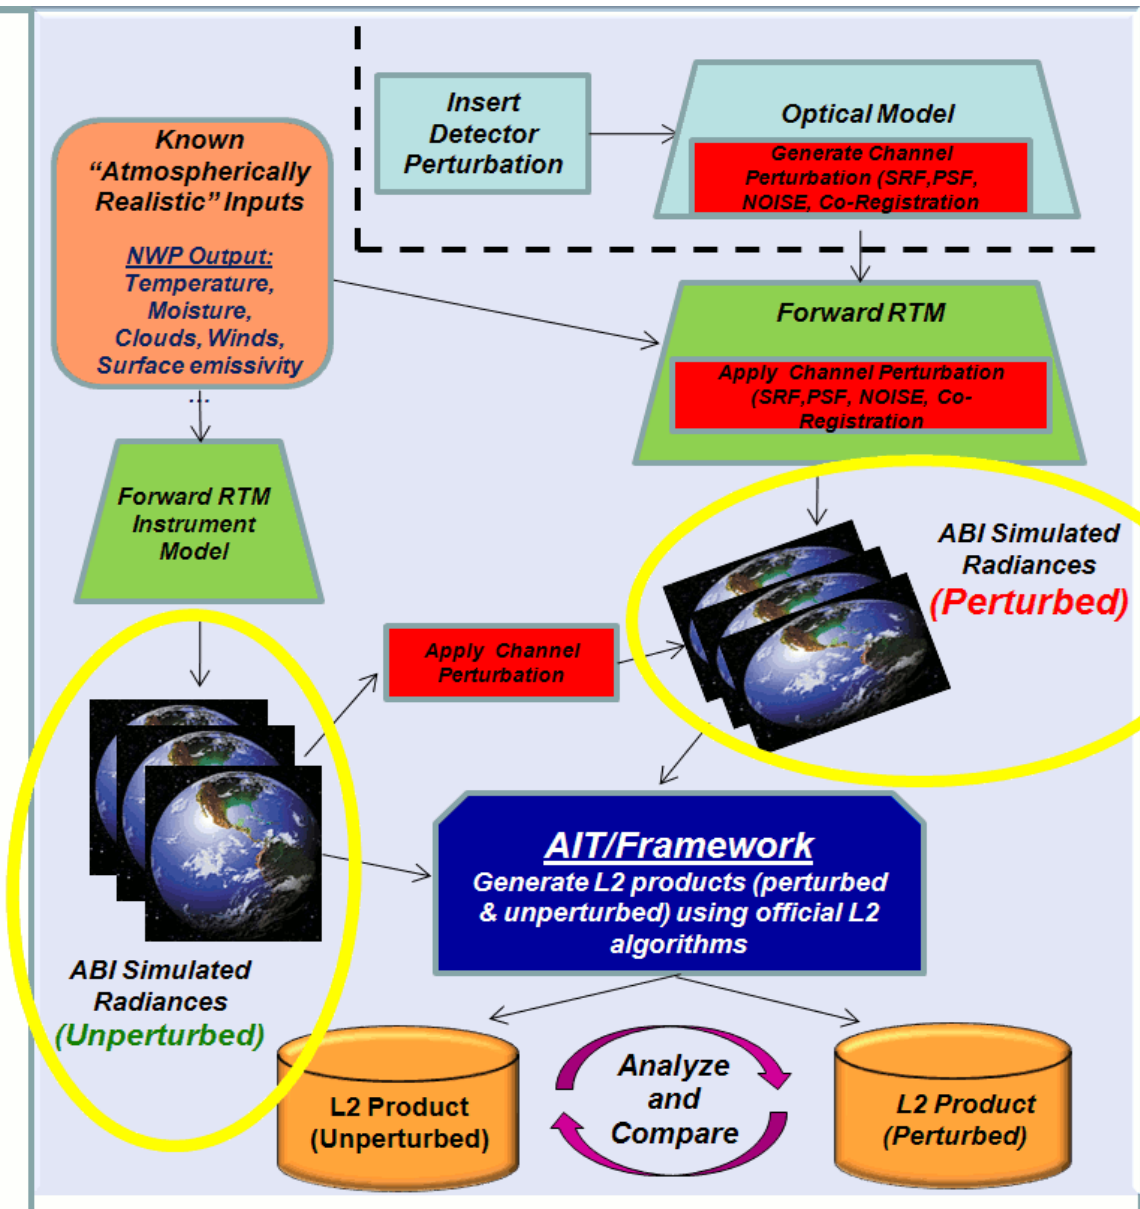 Insert
Detector
Perturbation
Optical Model
Generate Channel
Perturbation (SRF,PSF,
NOISE, Co-Registration
Known
“Atmospherically
Realistic” Inputs
NWP Output:
Temperature,
Moisture,
Clouds, Winds,
Surface emissivity
...
Forward RTM
Apply Channel Perturbation
(SRF,PSF, NOISE, Co-
Registration
Forward RTM
Instrument
Model
ABI Simulated
Radiances
(Perturbed)
Apply Channel
Perturbation
ABI Simulated
Radiances
(Unperturbed)
AIT/Framework
Generate L2 products (perturbed
& unperturbed) using official L2
algorithms
L2 Product
(Unperturbed)
Analyze
and
Compare
L2 Product
(Perturbed)